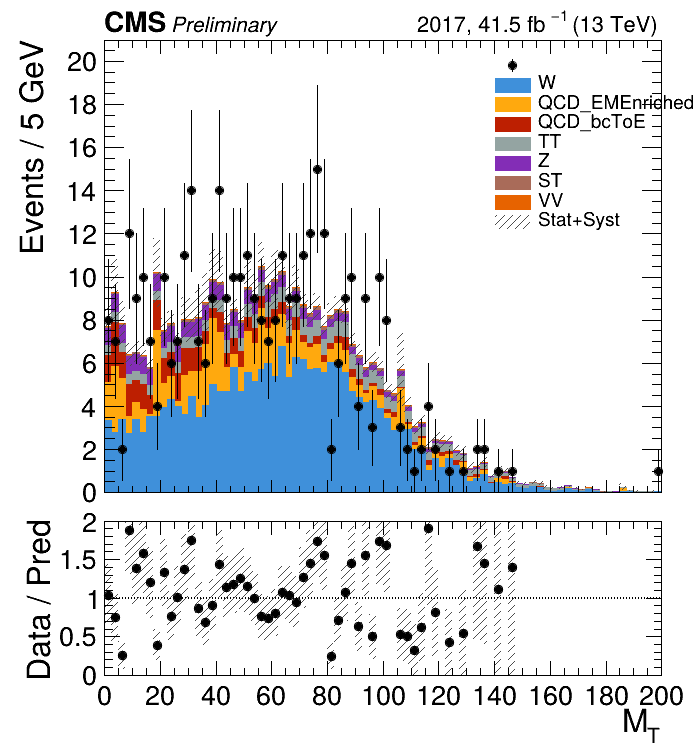 CMS Preliminary 2017, 41.5 fb⁻¹ (13 TeV)
Events / 5 GeV
20
18
16
14
12
10
8
6
4
2
0
W
QCD_EMEnriched
QCD_bcToE
TT
Z
ST
VV
Stat+Syst
Data / Pred
2
1.5
1
0.5
0
0 20 40 60 80 100 120 140 160 180 200
M_T